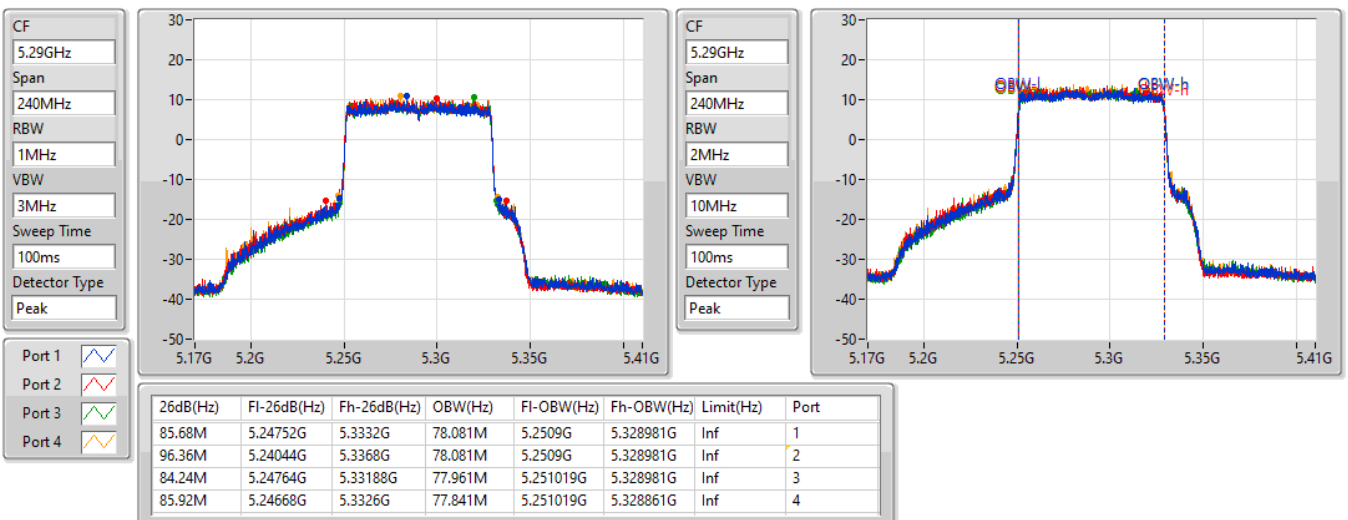 CF
5.29GHz
Span
240MHz
RBW
1MHz
VBW
3MHz
Sweep Time
100ms
Detector Type
Peak
30
20
10
0
-10
-20
-30
-40
-50
5.17G 5.2G 5.25G 5.3G 5.35G 5.41G
CF
5.29GHz
Span
240MHz
RBW
2MHz
VBW
10MHz
Sweep Time
100ms
Detector Type
Peak
30
20
10
0
-10
-20
-30
-40
-50
OBW-l OBW-h
5.17G 5.2G 5.25G 5.3G 5.35G 5.41G
Port 1
Port 2
Port 3
Port 4
26dB(Hz) Fl-26dB(Hz) Fh-26dB(Hz) OBW(Hz) Fl-OBW(Hz) Fh-OBW(Hz) Limit(Hz) Port
85.68M 5.24752G 5.3332G 78.081M 5.2509G 5.328981G Inf 1
96.36M 5.24044G 5.3368G 78.081M 5.2509G 5.328981G Inf 2
84.24M 5.24764G 5.33188G 77.961M 5.251019G 5.328981G Inf 3
85.92M 5.24668G 5.3326G 77.841M 5.251019G 5.328861G Inf 4